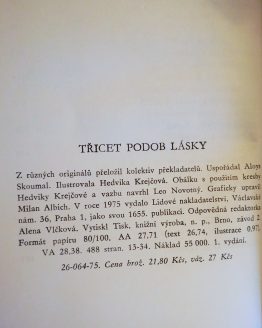 TŘICET PODOB LÁSKY
Z různých originálů přeložil kolektiv překladatelů. Uspořádal Aloys
Skoumal. Ilustrovala Hedvika Krejčová. Obálku s použitím kresby
Hedviky Krejčové a vazbu navrhl Leo Novotný. Graficky upravil
Milan Albich. V roce 1975 vydalo Lidové nakladatelství, Václavské
nám. 36, Praha 1, jako svou 1655. publikaci. Odpovědná redaktorka
Alena Vlčková. Vytiskl Tisk, knižní výroba, n. p., Brno, závod 2.
Formát papíru 80/100, AA 27,71 (text 26,74, ilustrace 0,97),
VA 28,38. 488 stran. 13-34. Náklad 55 000. 1. vydání.
26-064-75. Cena brož. 21,80 Kčs, váz. 27 Kčs